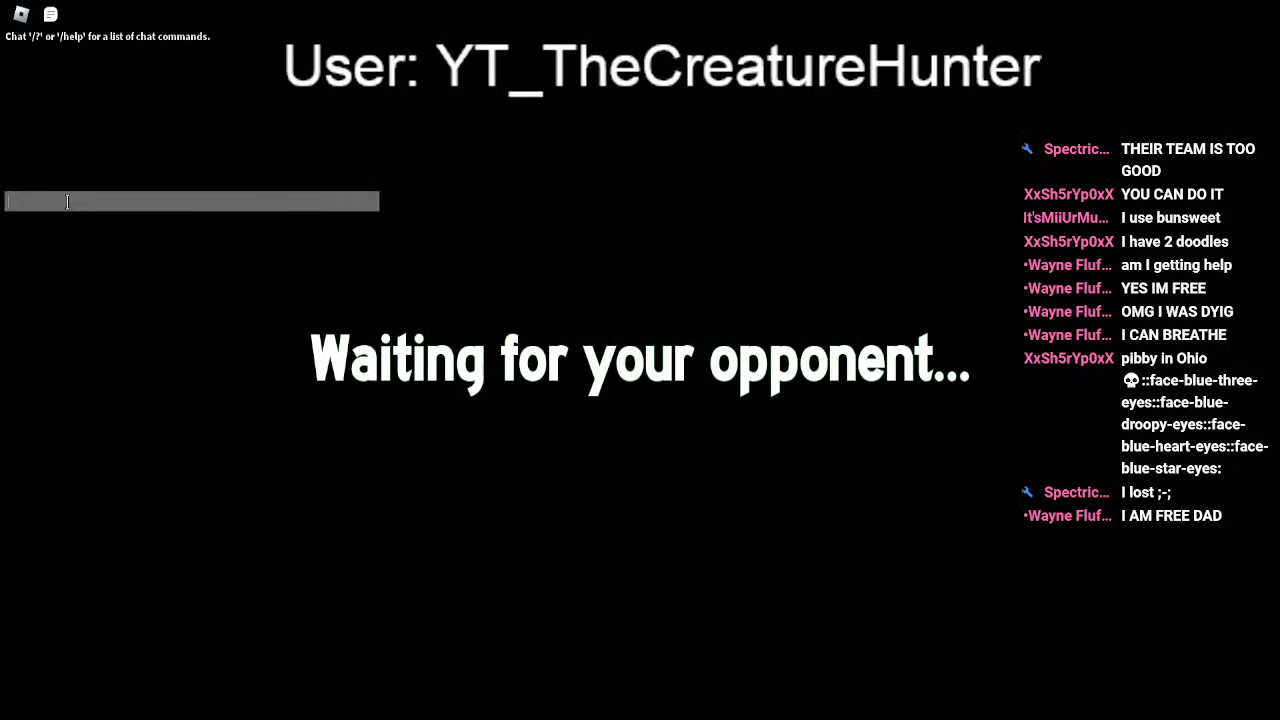 Chat '/?' or '/help' for a list of chat commands.
User: YT_TheCreatureHunter
Waiting for your opponent...
Spectric... THEIR TEAM IS TOO
GOOD
XxSh5rYp0xX YOU CAN DO IT
It'sMiiUrMu... I use bunsweet
XxSh5rYp0xX I have 2 doodles
•Wayne Fluf... am I getting help
•Wayne Fluf... YES IM FREE
•Wayne Fluf... OMG I WAS DYIG
•Wayne Fluf... I CAN BREATHE
XxSh5rYp0xX pibby in Ohio
💀::face-blue-three-
eyes::face-blue-
droopy-eyes::face-
blue-heart-eyes::face-
blue-star-eyes:
Spectric... I lost ;-;
•Wayne Fluf... I AM FREE DAD